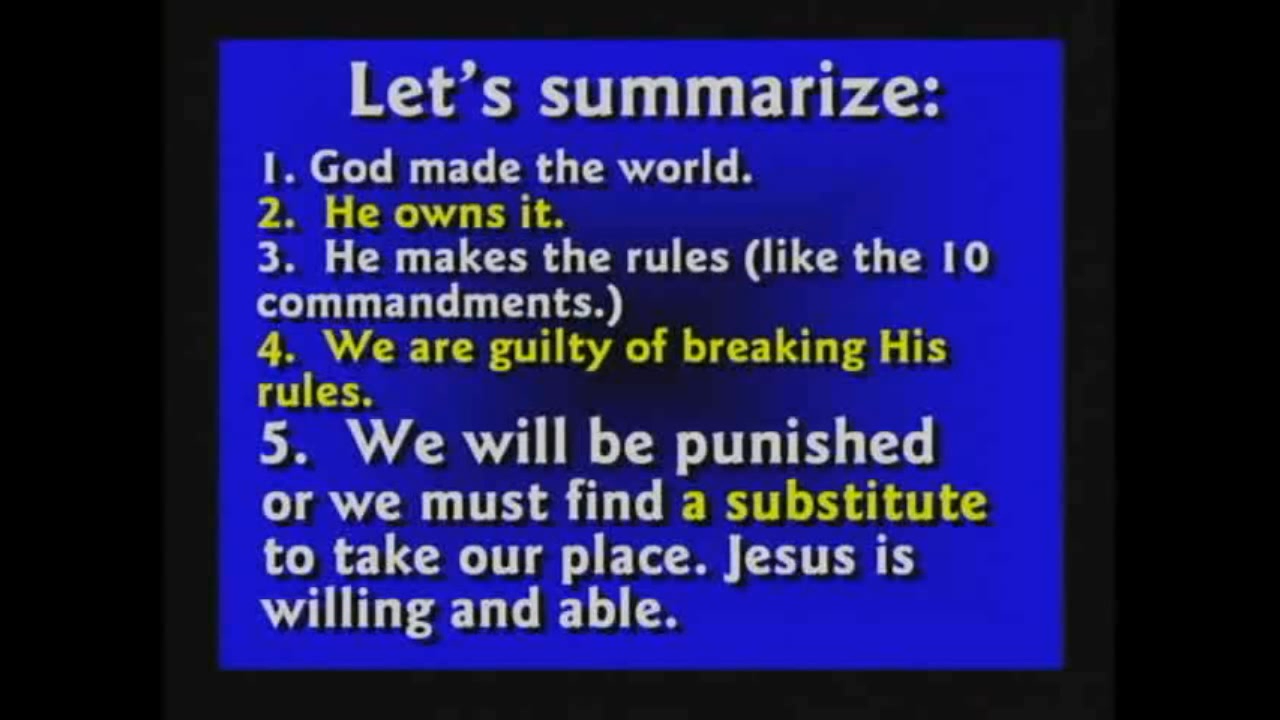 Let's summarize:
1. God made the world.
2. He owns it.
3. He makes the rules (like the 10
commandments.)
4. We are guilty of breaking His
rules.
5. We will be punished
or we must find a substitute
to take our place. Jesus is
willing and able.